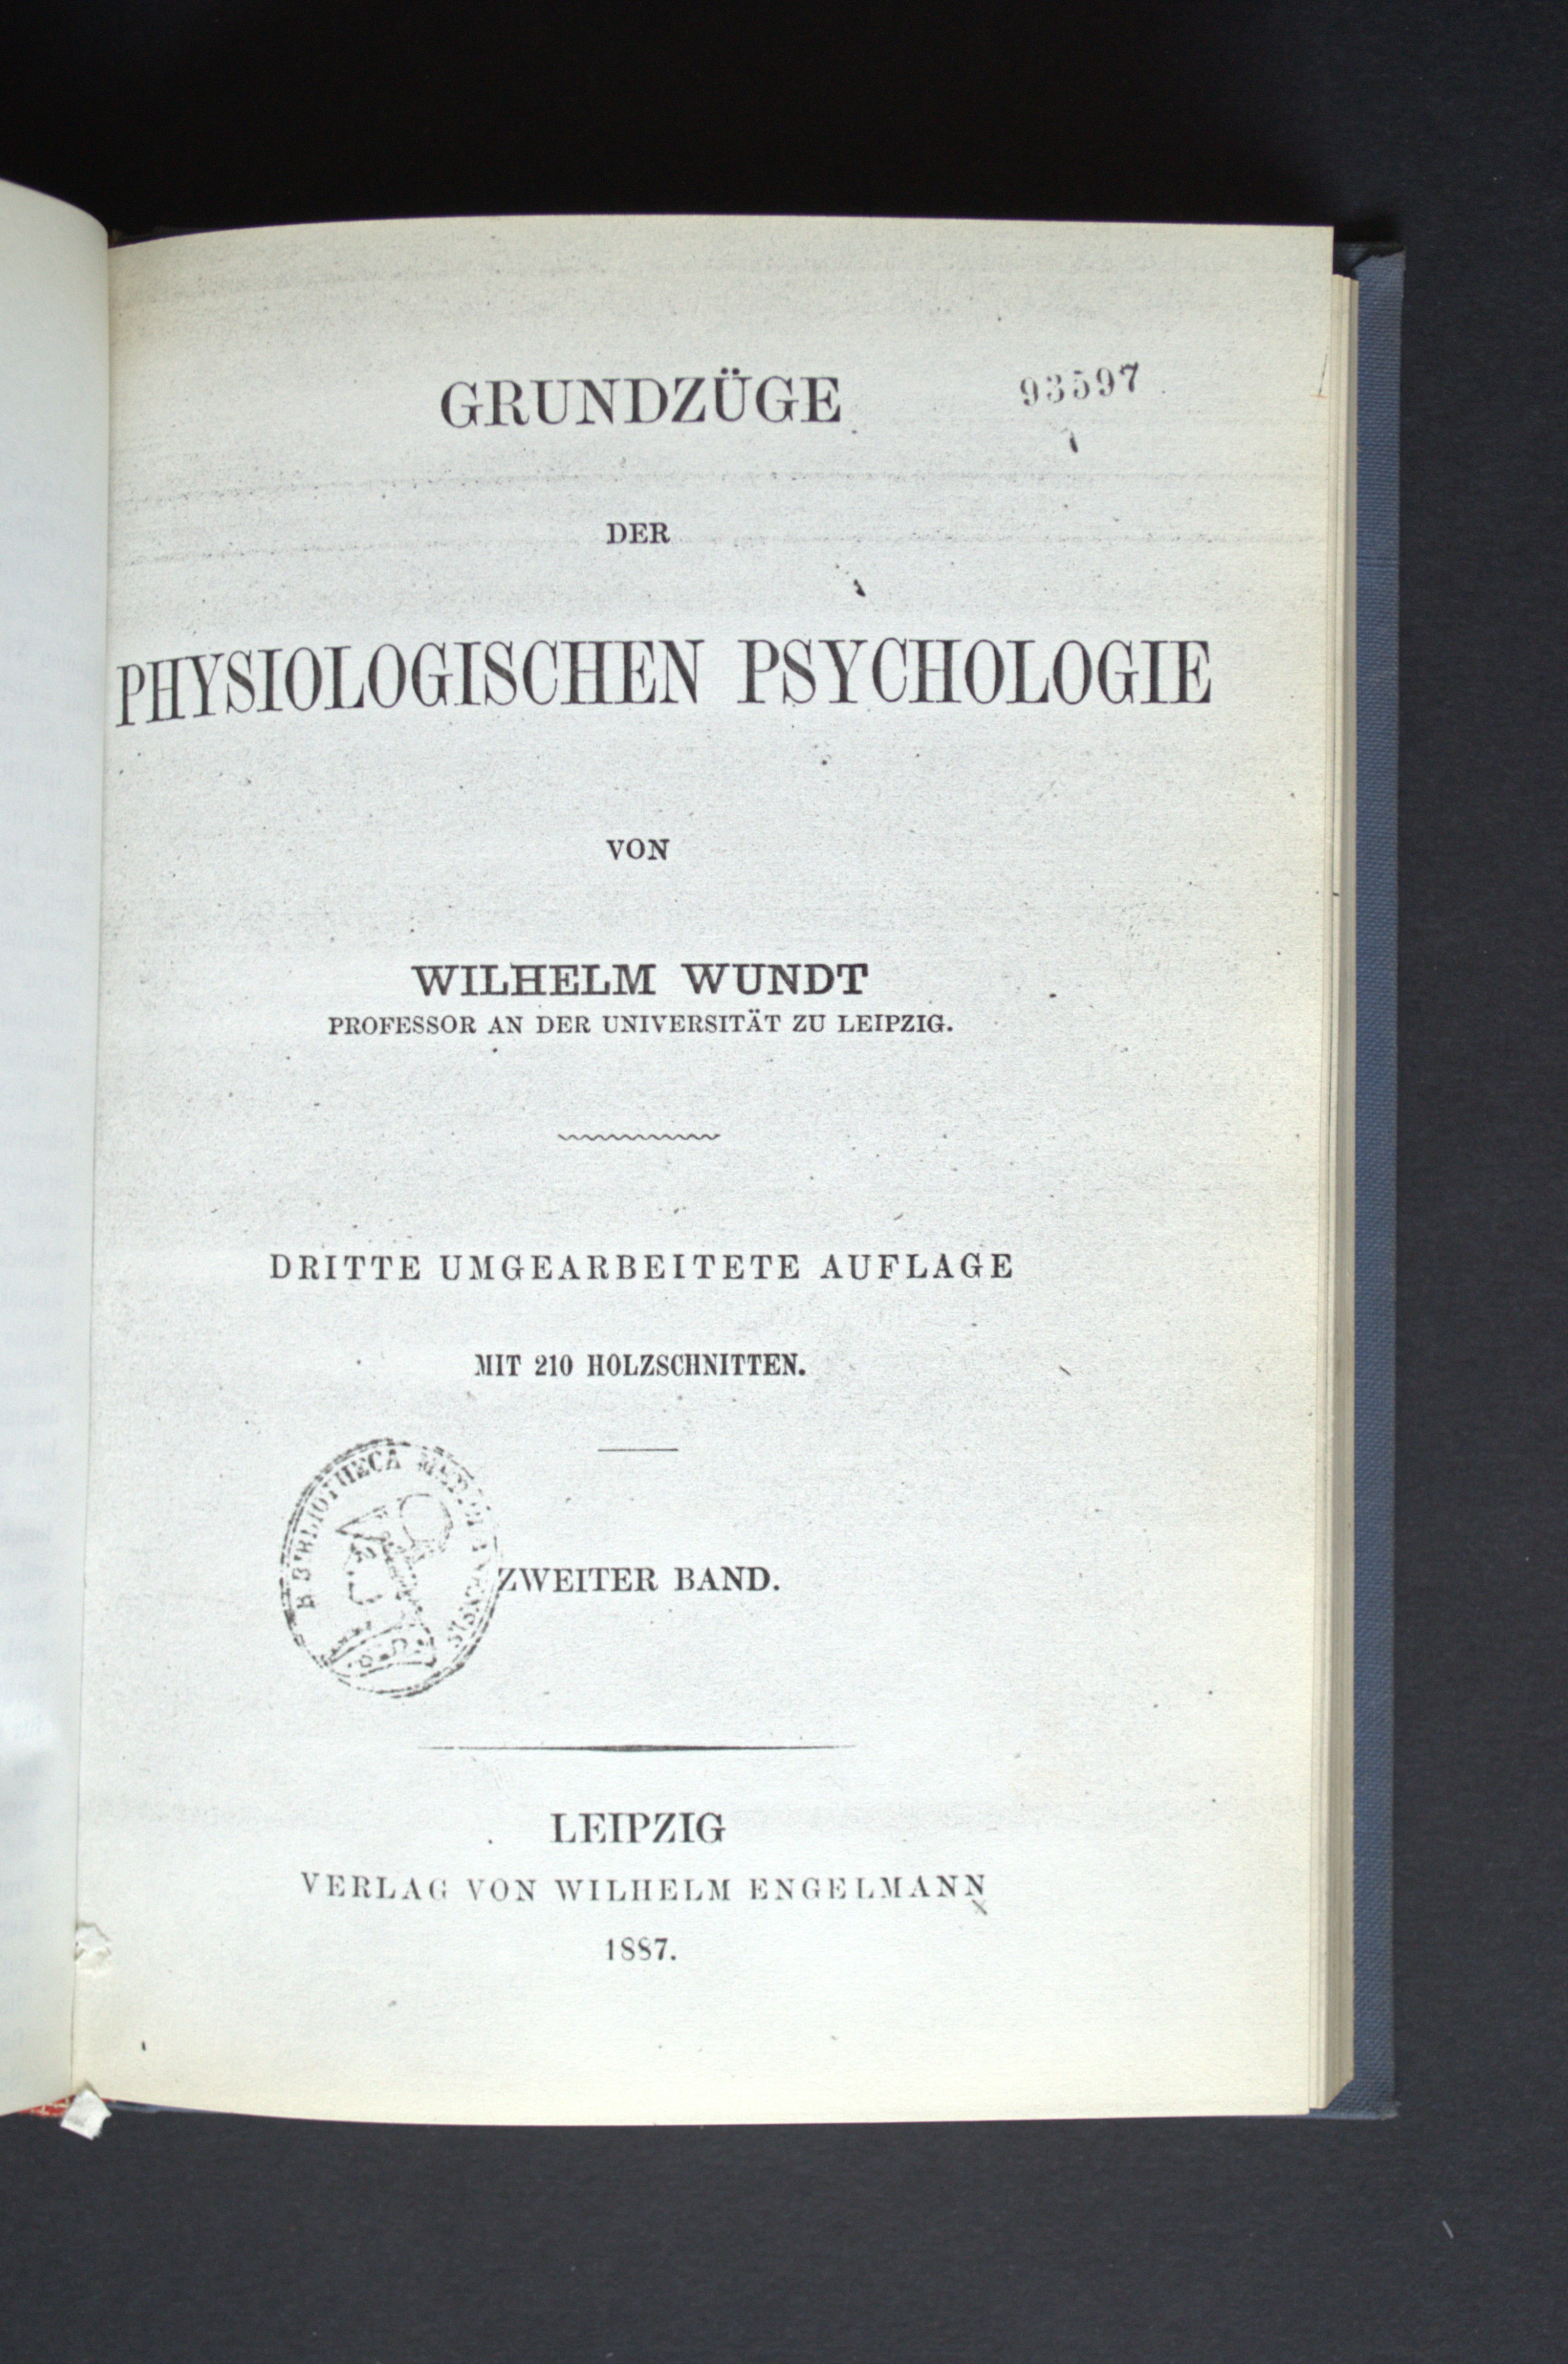 GRUNDZÜGE
93597
DER
PHYSIOLOGISCHEN PSYCHOLOGIE
VON
WILHELM WUNDT
PROFESSOR AN DER UNIVERSITÄT ZU LEIPZIG.
DRITTE UMGEARBEITETE AUFLAGE
MIT 210 HOLZSCHNITTEN.
BIBLIOTHECA
ZWEITER BAND.
LEIPZIG
VERLAG VON WILHELM ENGELMANN
1887.